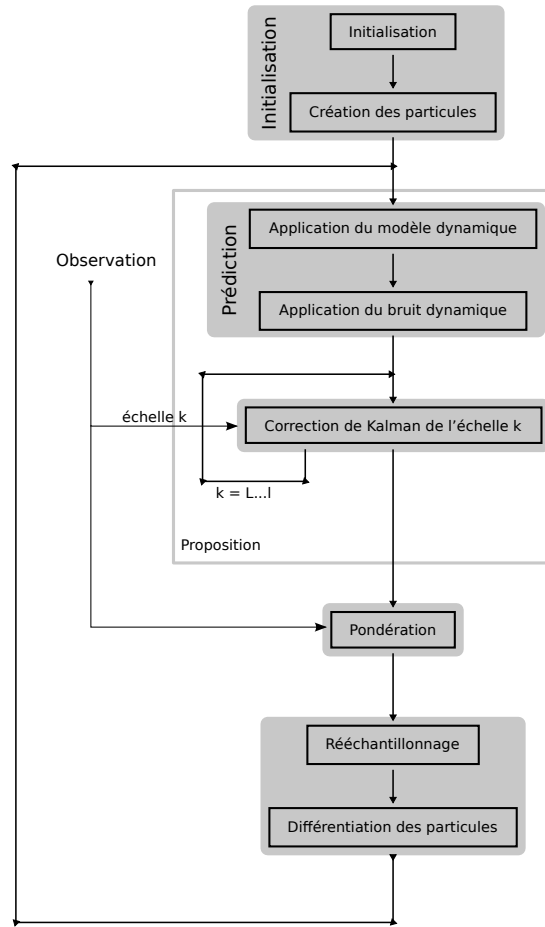 Initialisation
Initialisation
Création des particules
Prédiction
Application du modèle dynamique
Observation
Application du bruit dynamique
échelle k
Correction de Kalman de l'échelle k
k = L...l
Proposition
Pondération
Rééchantillonnage
Différentiation des particules